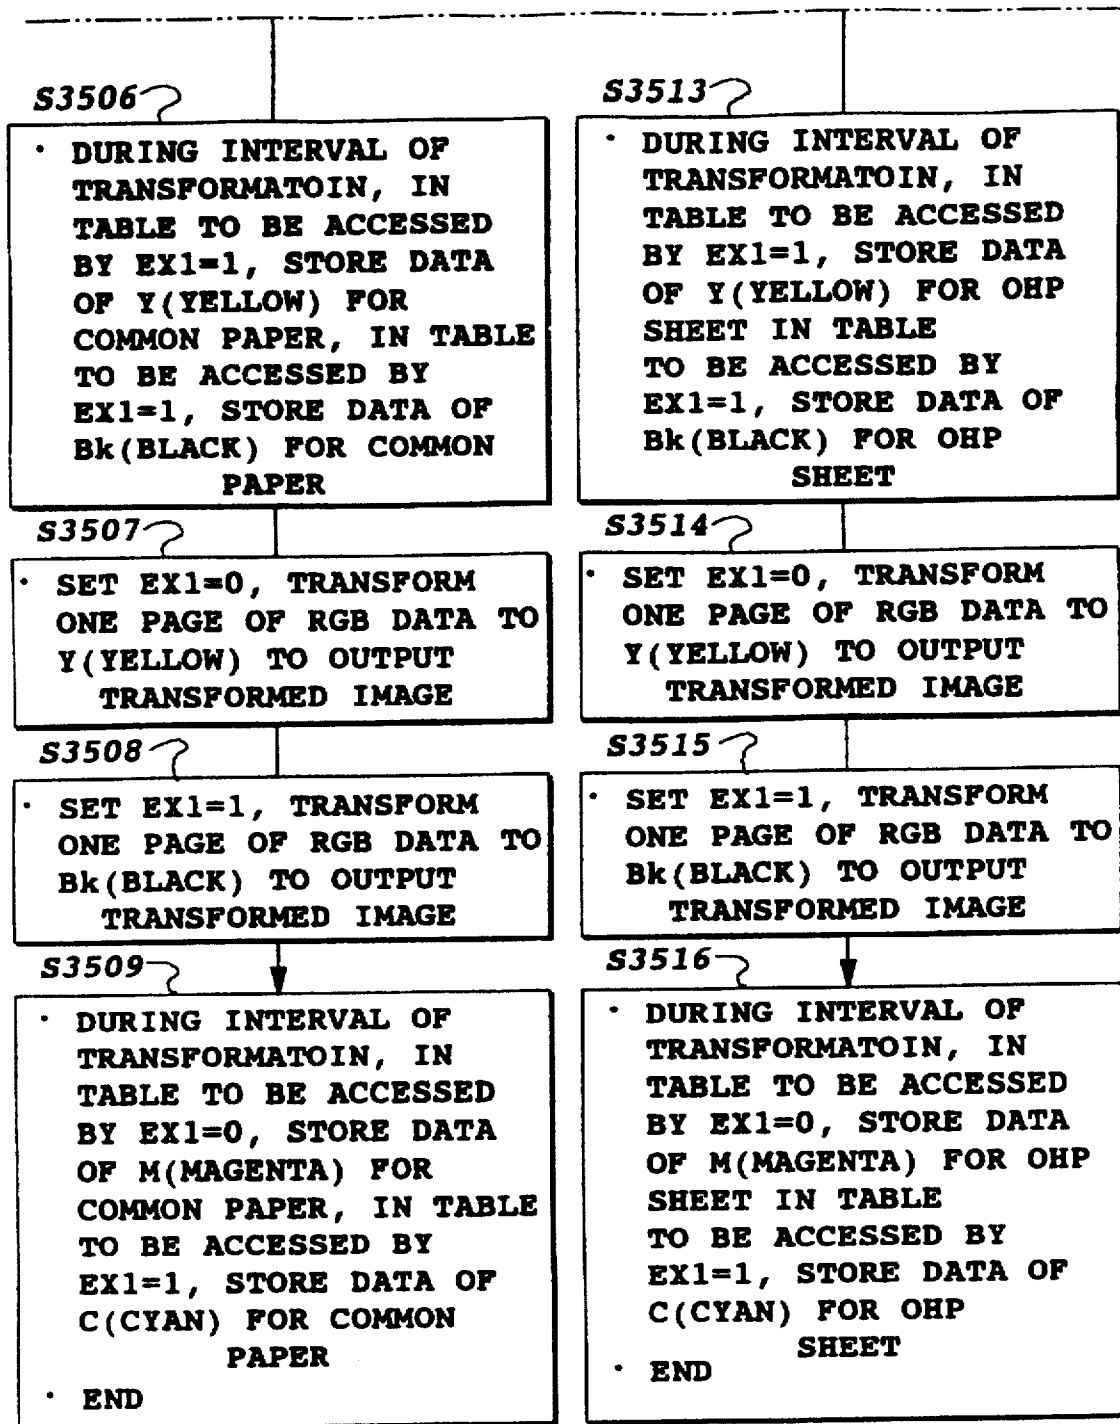 S3506
· DURING INTERVAL OF
TRANSFORMATOIN, IN
TABLE TO BE ACCESSED
BY EX1=1, STORE DATA
OF Y(YELLOW) FOR
COMMON PAPER, IN TABLE
TO BE ACCESSED BY
EX1=1, STORE DATA OF
Bk(BLACK) FOR COMMON
PAPER
S3507
· SET EX1=0, TRANSFORM
ONE PAGE OF RGB DATA TO
Y(YELLOW) TO OUTPUT
TRANSFORMED IMAGE
S3508
· SET EX1=1, TRANSFORM
ONE PAGE OF RGB DATA TO
Bk(BLACK) TO OUTPUT
TRANSFORMED IMAGE
S3509
· DURING INTERVAL OF
TRANSFORMATOIN, IN
TABLE TO BE ACCESSED
BY EX1=0, STORE DATA
OF M(MAGENTA) FOR
COMMON PAPER, IN TABLE
TO BE ACCESSED BY
EX1=1, STORE DATA OF
C(CYAN) FOR COMMON
PAPER
· END
S3513
· DURING INTERVAL OF
TRANSFORMATOIN, IN
TABLE TO BE ACCESSED
BY EX1=1, STORE DATA
OF Y(YELLOW) FOR OHP
SHEET IN TABLE
TO BE ACCESSED BY
EX1=1, STORE DATA OF
Bk(BLACK) FOR OHP
SHEET
S3514
· SET EX1=0, TRANSFORM
ONE PAGE OF RGB DATA TO
Y(YELLOW) TO OUTPUT
TRANSFORMED IMAGE
S3515
· SET EX1=1, TRANSFORM
ONE PAGE OF RGB DATA TO
Bk(BLACK) TO OUTPUT
TRANSFORMED IMAGE
S3516
· DURING INTERVAL OF
TRANSFORMATOIN, IN
TABLE TO BE ACCESSED
BY EX1=0, STORE DATA
OF M(MAGENTA) FOR OHP
SHEET IN TABLE
TO BE ACCESSED BY
EX1=1, STORE DATA OF
C(CYAN) FOR OHP
SHEET
· END